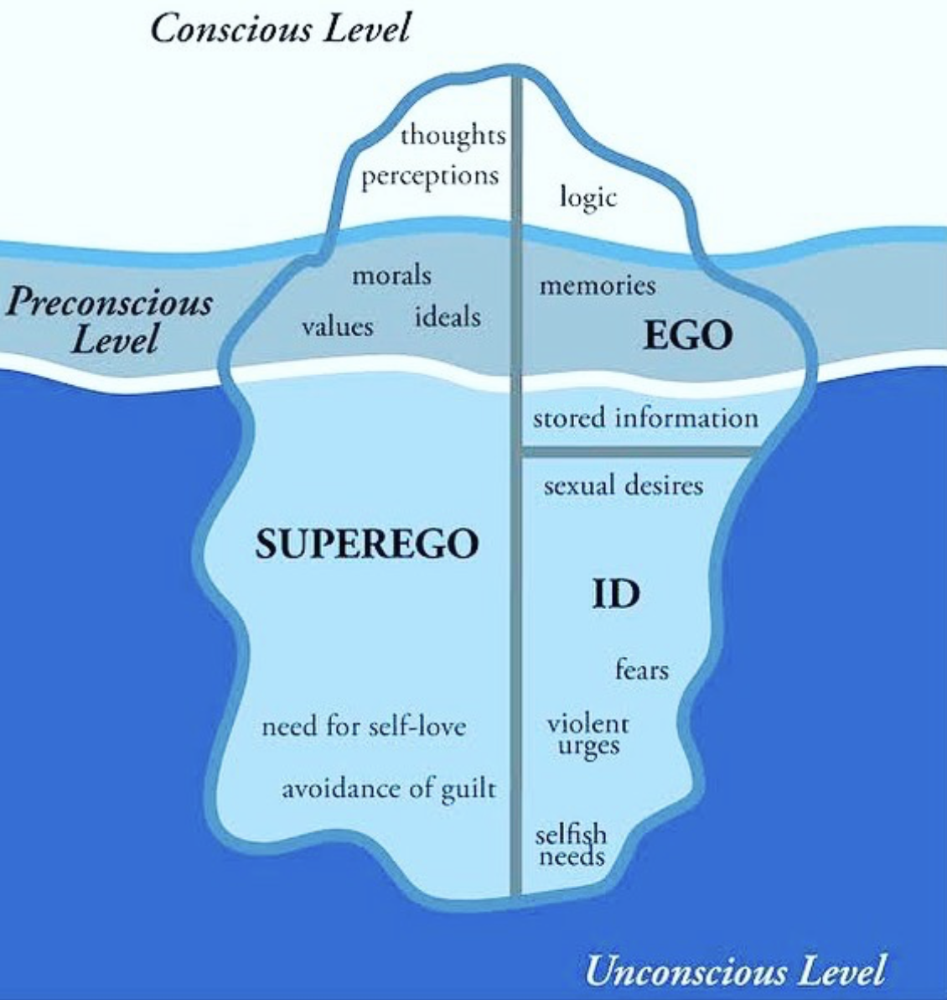 Conscious Level
thoughts
perceptions
logic
Preconscious
Level
morals
values
ideals
memories
EGO
stored information
sexual desires
SUPEREGO
ID
fears
need for self-love
violent
urges
avoidance of guilt
selfish
needs
Unconscious Level